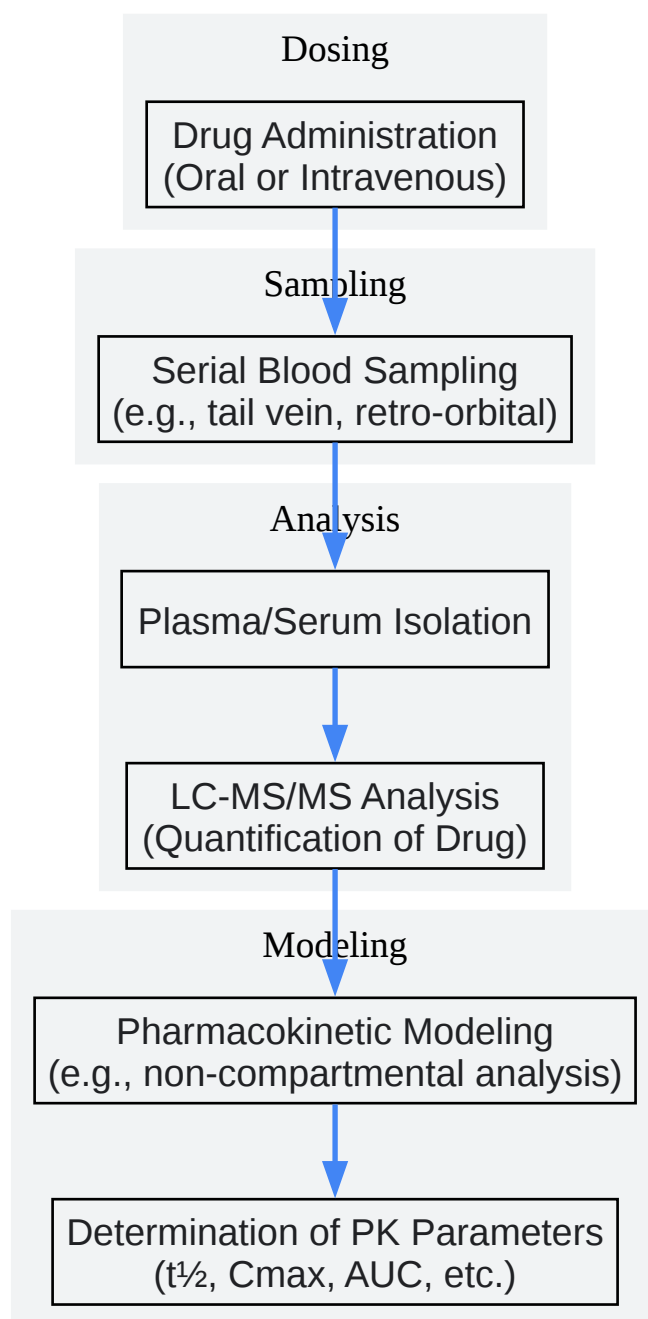 Dosing
Drug Administration
(Oral or Intravenous)
Sampling
Serial Blood Sampling
(e.g., tail vein, retro-orbital)
Analysis
Plasma/Serum Isolation
LC-MS/MS Analysis
(Quantification of Drug)
Modeling
Pharmacokinetic Modeling
(e.g., non-compartmental analysis)
Determination of PK Parameters
(t½, Cmax, AUC, etc.)